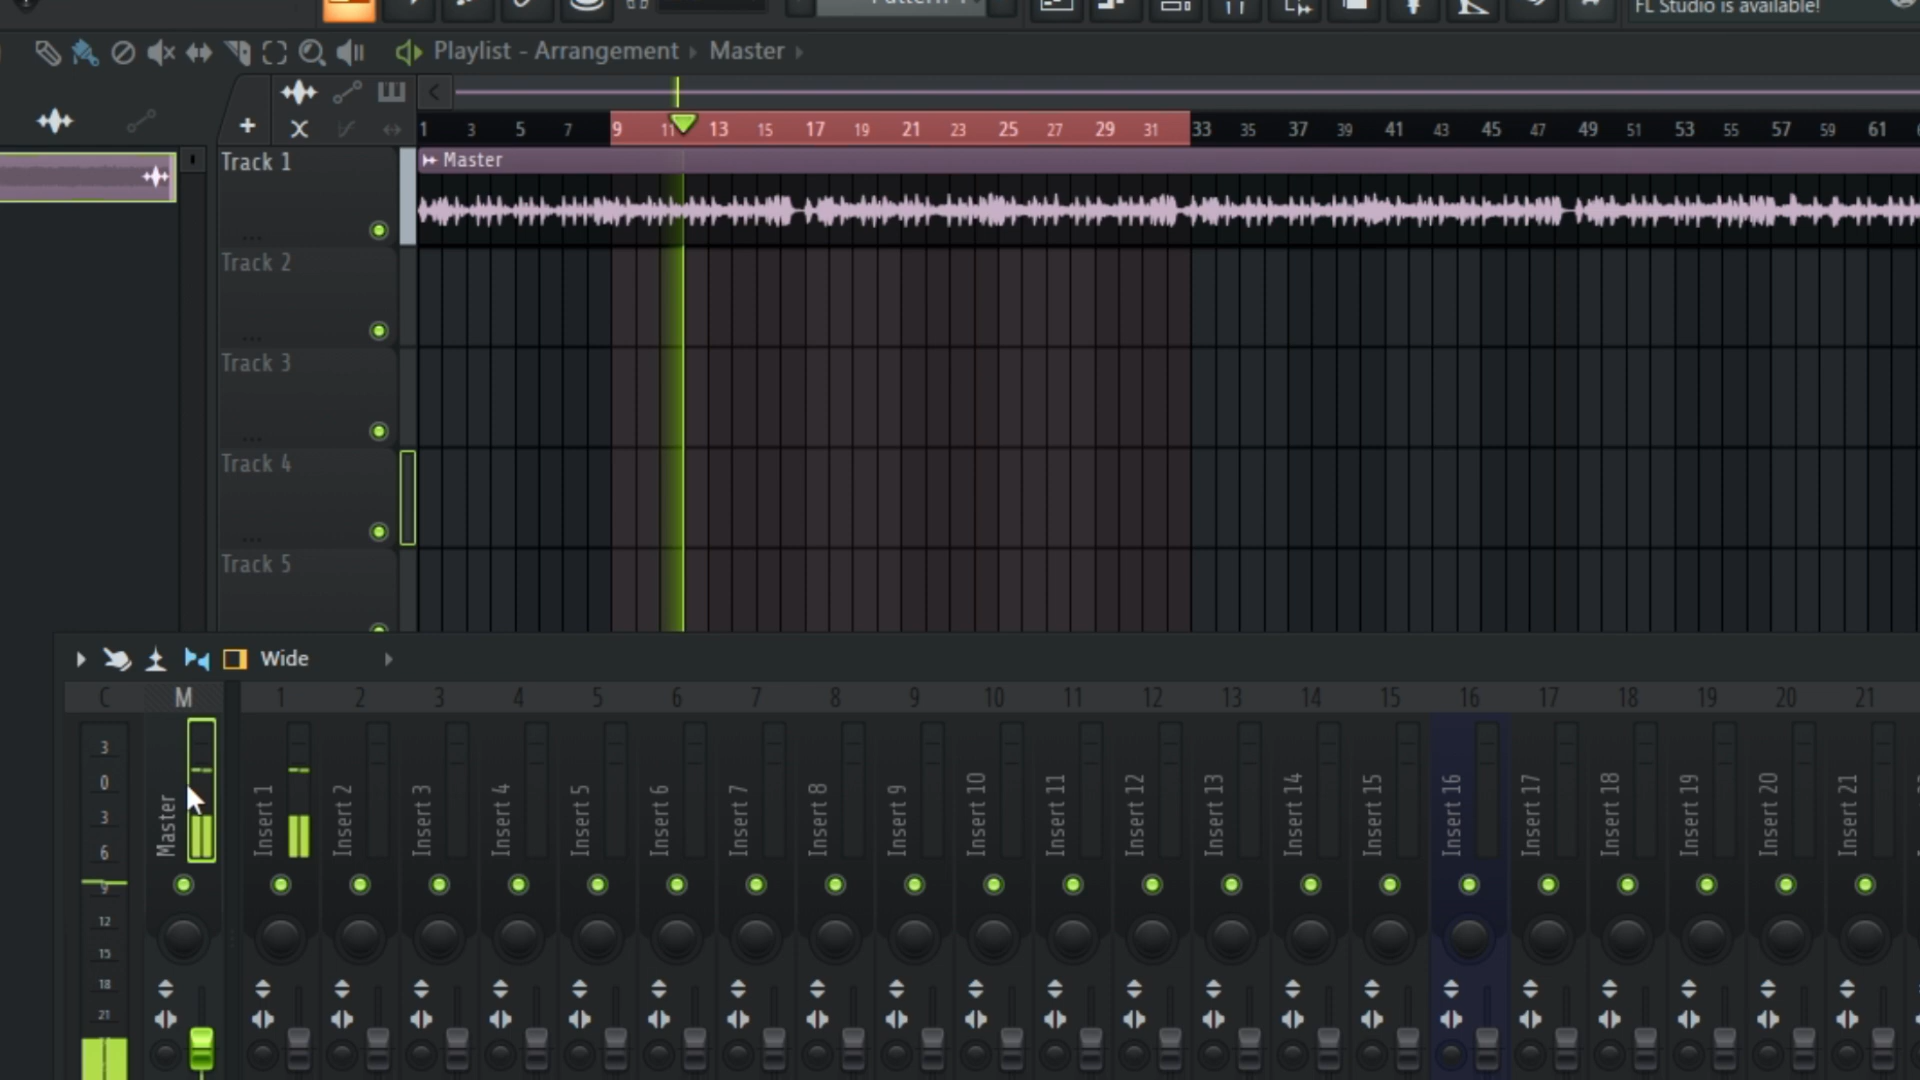 FL Studio is available!
Playlist - Arrangement › Master ›
1 3 5 7 9 11 13 15 17 19 21 23 25 27 29 31 33 35 37 39 41 43 45 47 49 51 53 55 57 59 61
Track 1
Master
Track 2
Track 3
Track 4
Track 5
Wide
C M 1 2 3 4 5 6 7 8 9 10 11 12 13 14 15 16 17 18 19 20 21
3
0
3
6
9
12
15
18
21
Master
Insert 1
Insert 2
Insert 3
Insert 4
Insert 5
Insert 6
Insert 7
Insert 8
Insert 9
Insert 10
Insert 11
Insert 12
Insert 13
Insert 14
Insert 15
Insert 16
Insert 17
Insert 18
Insert 19
Insert 20
Insert 21